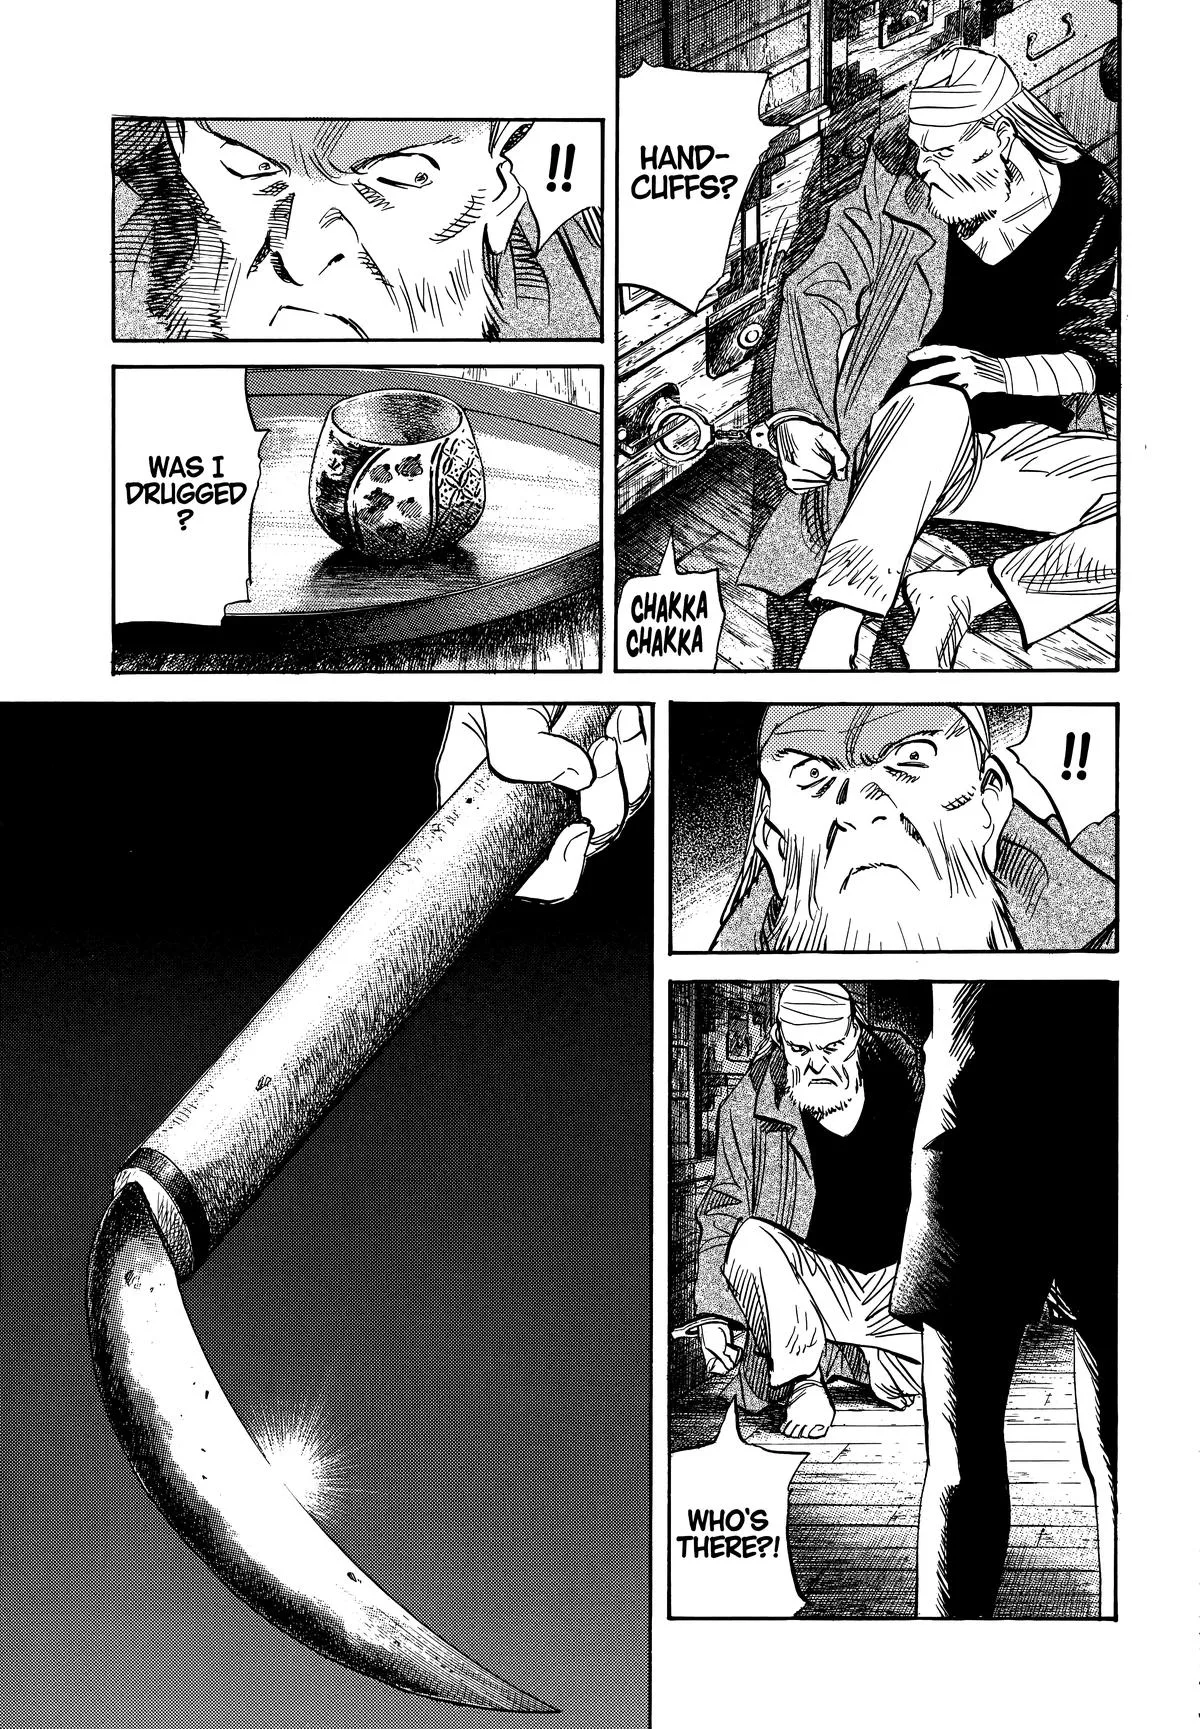 HAND-
CUFFS?
CHAKKA
CHAKKA
!!
WAS I
DRUGGED
?
!!
WHO'S
THERE?!